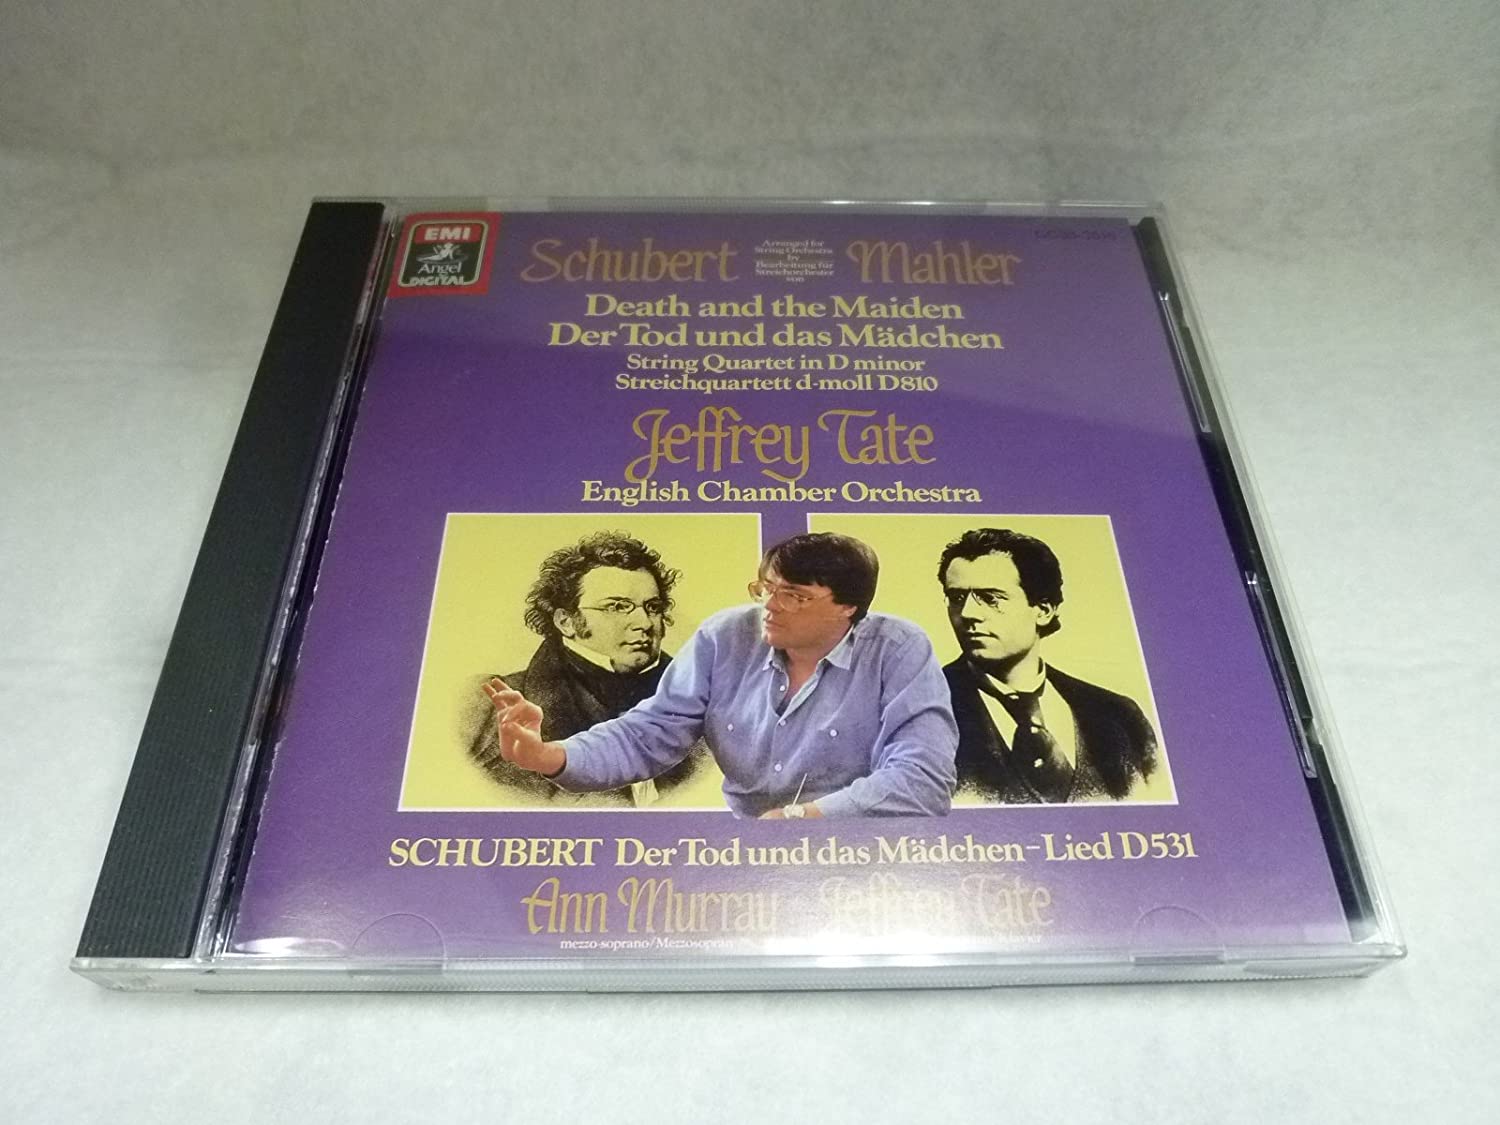 EMI
Angel
DIGITAL
Schubert
Arranged for
String Orchestra
by
Bearbeitung für
Streichorchester
von
Mahler
Death and the Maiden
Der Tod und das Mädchen
String Quartet in D minor
Streichquartett d-moll D810
Jeffrey Tate
English Chamber Orchestra
SCHUBERT Der Tod und das Mädchen-Lied D531
Ann Murray Jeffrey Tate
mezzo-soprano/Mezzosopran